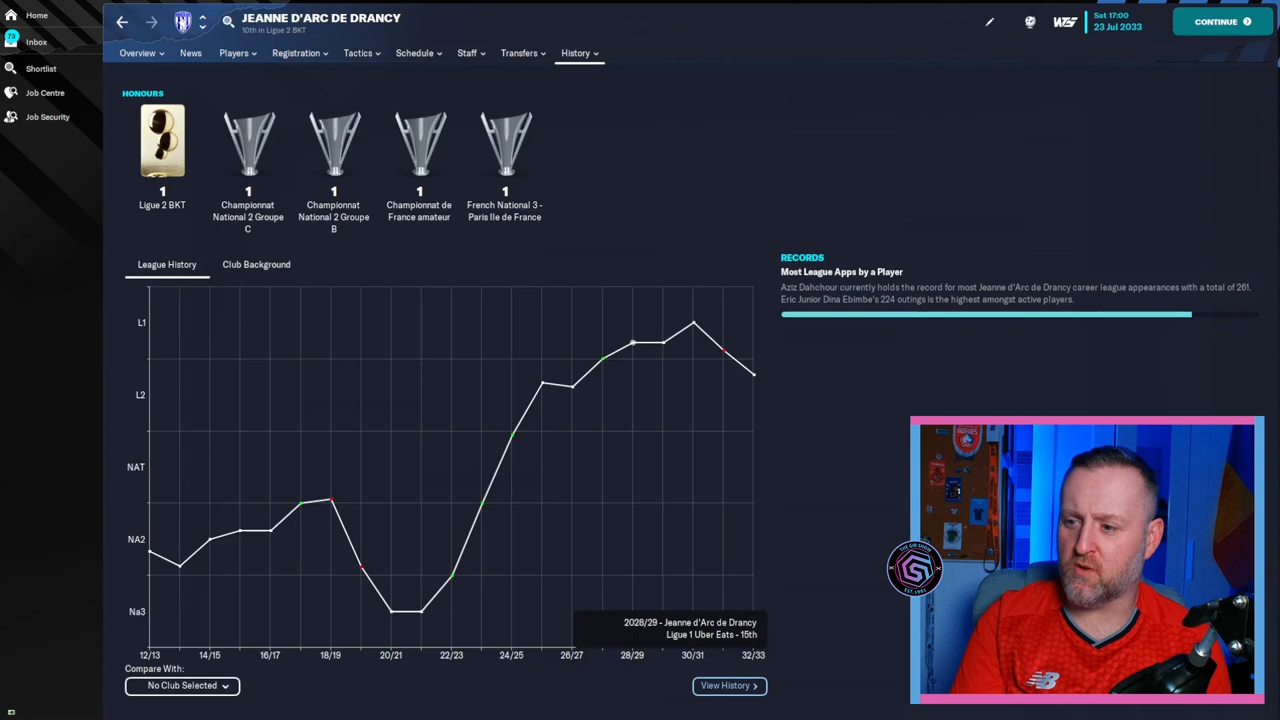 Home
73
Inbox
Shortlist
Job Centre
Job Security
JEANNE D'ARC DE DRANCY
10th in Ligue 2 BKT
WTS
Sat 17:00
23 Jul 2033
CONTINUE
Overview
News
Players
Registration
Tactics
Schedule
Staff
Transfers
History
HONOURS
1
Ligue 2 BKT
1
Championnat
National 2 Groupe
C
1
Championnat
National 2 Groupe
B
1
Championnat de
France amateur
1
French National 3 -
Paris Ile de France
League History
Club Background
L1
L2
NAT
NA2
Na3
2028/29 - Jeanne d'Arc de Drancy
Ligue 1 Uber Eats - 15th
12/13
14/15
16/17
18/19
20/21
22/23
24/25
26/27
28/29
30/31
32/33
Compare With:
No Club Selected
View History
RECORDS
Most League Apps by a Player
Aziz Dahchour currently holds the record for most Jeanne d'Arc de Drancy career league appearances with a total of 261.
Eric Junior Dina Ebimbe's 224 outings is the highest amongst active players.
THE GIB SHOW
EST. 1981